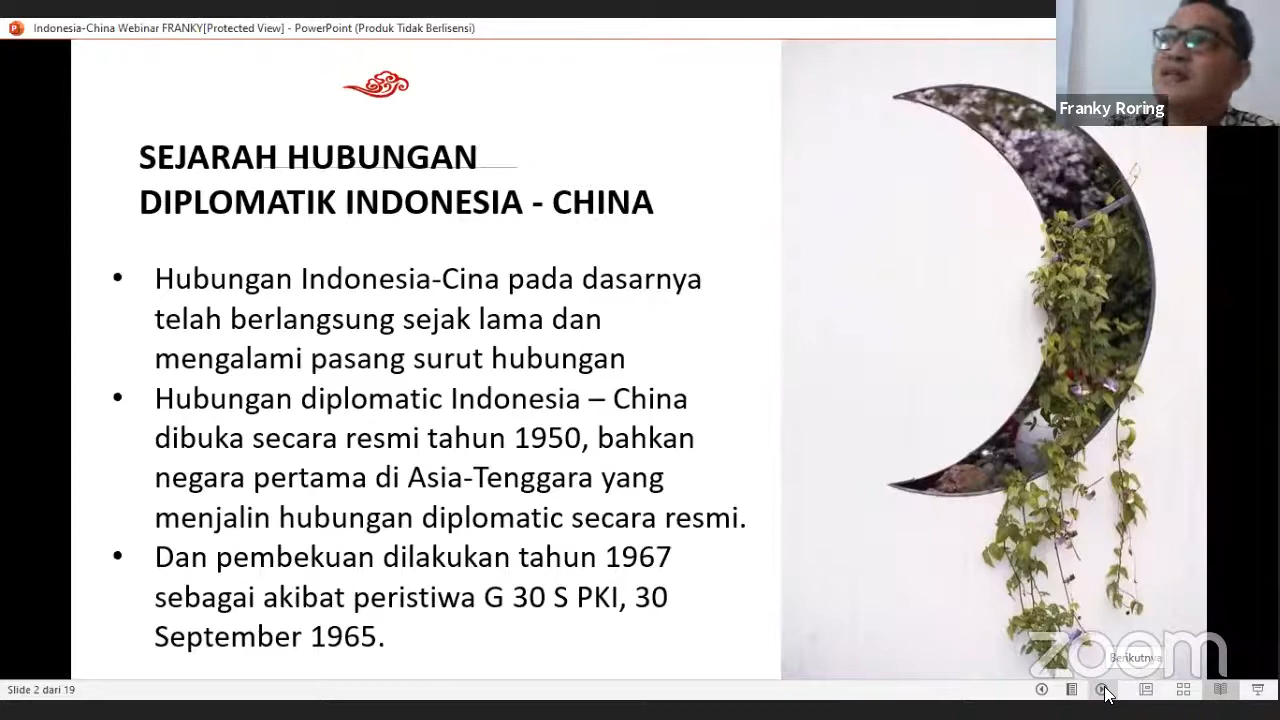 Indonesia-China Webinar FRANKY[Protected View] - PowerPoint (Produk Tidak Berlisensi)
Franky Roring
SEJARAH HUBUNGAN
DIPLOMATIK INDONESIA - CHINA
• Hubungan Indonesia-Cina pada dasarnya
telah berlangsung sejak lama dan
mengalami pasang surut hubungan
• Hubungan diplomatic Indonesia – China
dibuka secara resmi tahun 1950, bahkan
negara pertama di Asia-Tenggara yang
menjalin hubungan diplomatic secara resmi.
• Dan pembekuan dilakukan tahun 1967
sebagai akibat peristiwa G 30 S PKI, 30
September 1965.
zoom
Berikutnya
Slide 2 dari 19